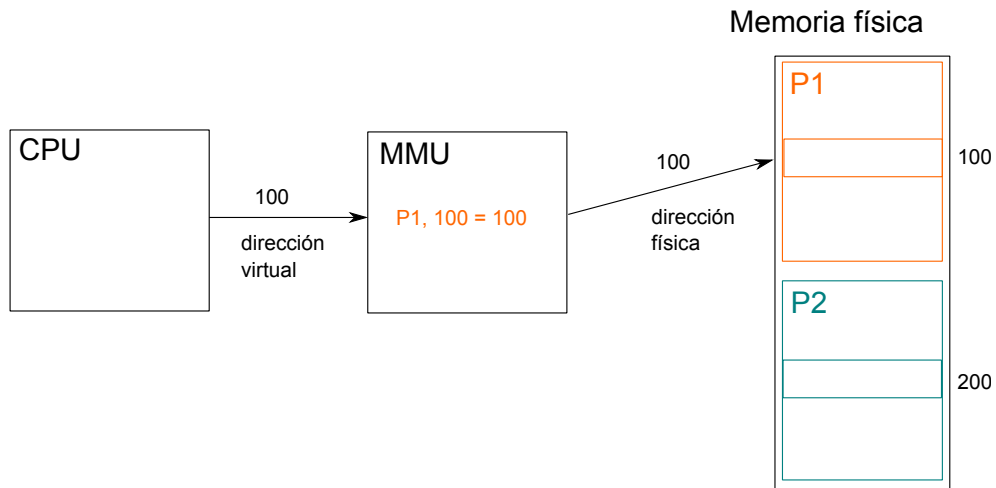 Memoria física
P1
100
P2
200
CPU
100
dirección
virtual
MMU
P1, 100 = 100
100
dirección
física